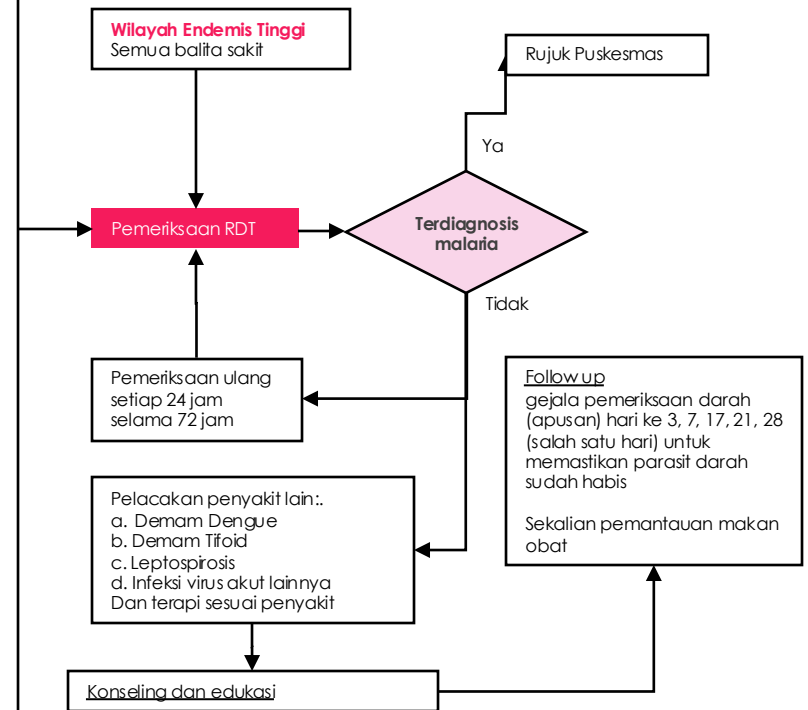 Wilayah Endemis Tinggi
Semua balita sakit
Rujuk Puskesmas
Ya
Pemeriksaan RDT
Terdiagnosis
malaria
Tidak
Pemeriksaan ulang
setiap 24 jam
selama 72 jam
Follow up
gejala pemeriksaan darah
(apusan) hari ke 3, 7, 17, 21, 28
(salah satu hari) untuk
memastikan parasit darah
sudah habis
Sekalian pemantauan makan
obat
Pelacakan penyakit lain:.
a. Demam Dengue
b. Demam Tifoid
c. Leptospirosis
d. Infeksi virus akut lainnya
Dan terapi sesuai penyakit
Konseling dan edukasi